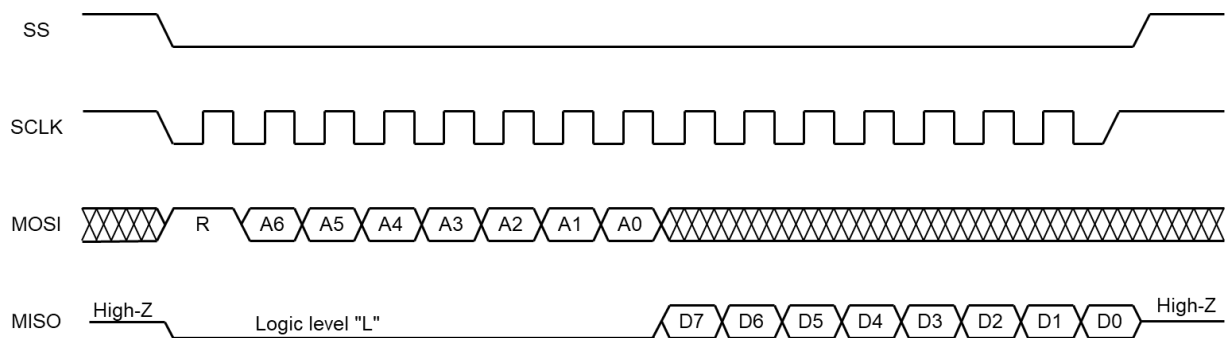 SS
SCLK
MOSI R A6 A5 A4 A3 A2 A1 A0
MISO High-Z Logic level "L" D7 D6 D5 D4 D3 D2 D1 D0 High-Z